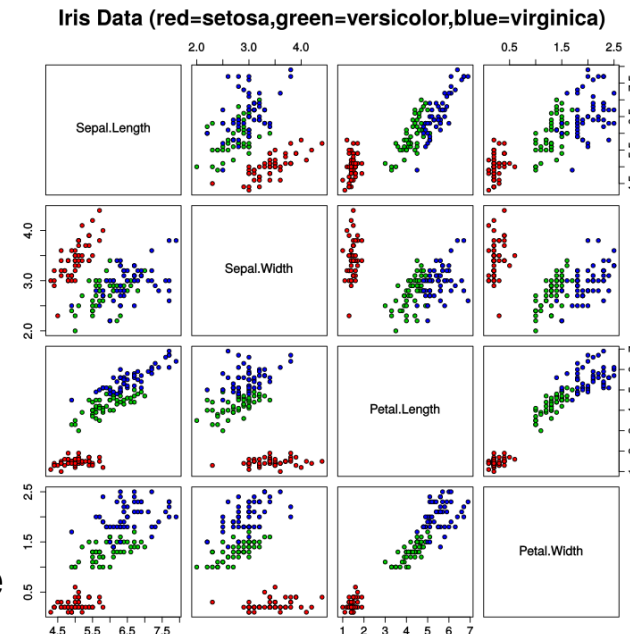 Iris Data (red=setosa,green=versicolor,blue=virginica)
2.0 3.0 4.0
0.5 1.5 2.5
Sepal.Length
4.0
3.0
2.0
Sepal.Width
Petal.Length
2.5
1.5
0.5
Petal.Width
e
4.5 5.5 6.5 7.5
1 2 3 4 5 6 7